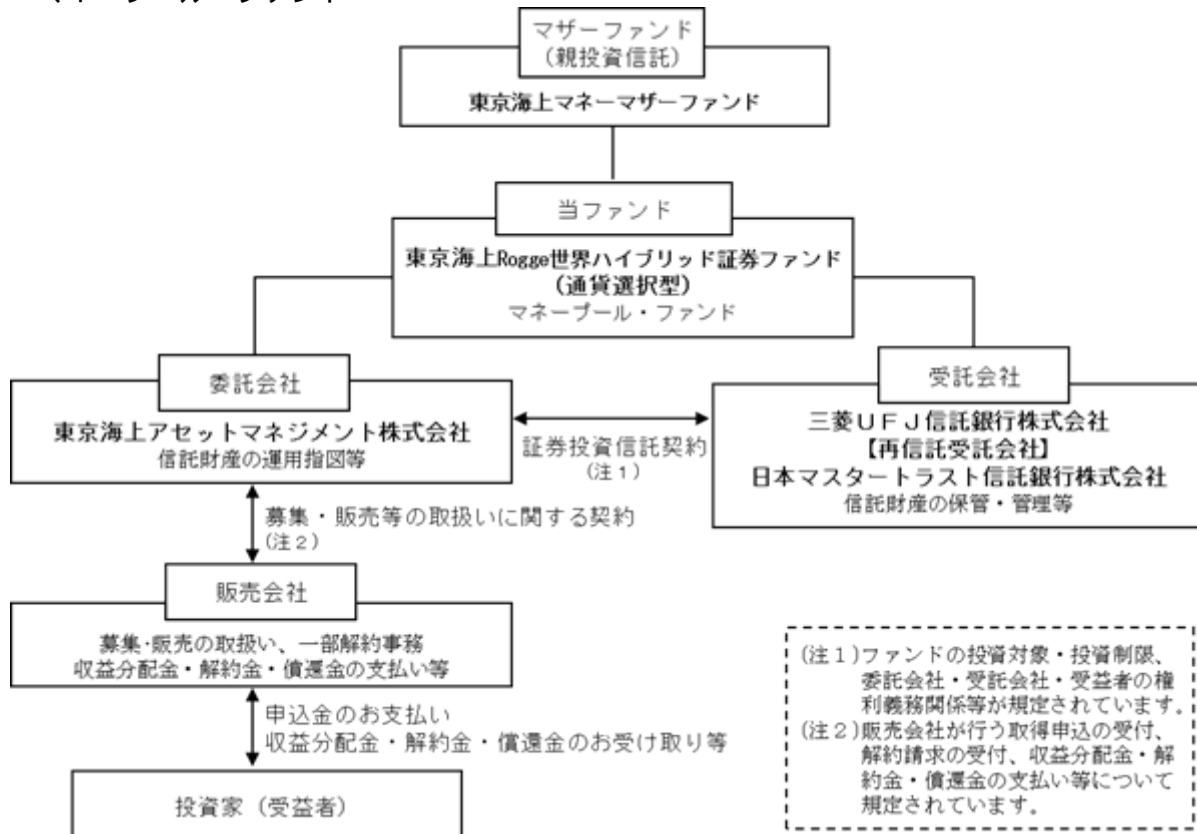 マザーファンド
(親投資信託)
東京海上マネーマザーファンド
当ファンド
東京海上Rogge世界ハイブリッド証券ファンド
(通貨選択型)
マネープール・ファンド
委託会社
東京海上アセットマネジメント株式会社
信託財産の運用指図等
証券投資信託契約
(注1)
受託会社
三菱UFJ信託銀行株式会社
【再信託受託会社】
日本マスタートラスト信託銀行株式会社
信託財産の保管・管理等
募集・販売等の取扱いに関する契約
(注2)
販売会社
募集・販売の取扱い、一部解約事務
収益分配金・解約金・償還金の支払い等
申込金のお支払い
収益分配金・解約金・償還金のお受け取り等
投資家（受益者）
(注1)ファンドの投資対象・投資制限、
委託会社・受託会社・受益者の権
利義務関係等が規定されています。
(注2)販売会社が行う取得申込の受付、
解約請求の受付、収益分配金・解
約金・償還金の支払い等について
規定されています。